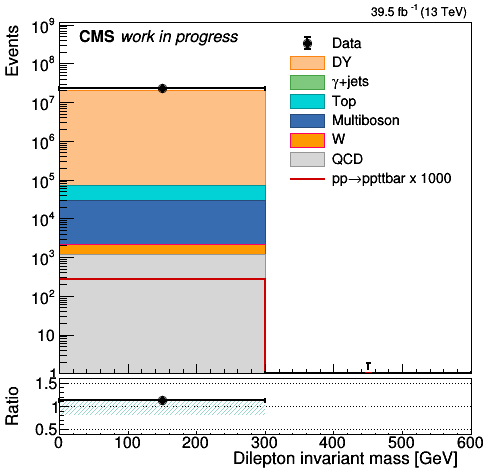 39.5 fb⁻¹ (13 TeV)
Events
10⁹
10⁸
10⁷
10⁶
10⁵
10⁴
10³
10²
10
1
CMS work in progress
Data
DY
γ+jets
Top
Multiboson
W
QCD
pp→ppttbar x 1000
Ratio
1.5
1
0.5
0 100 200 300 400 500 600
Dilepton invariant mass [GeV]